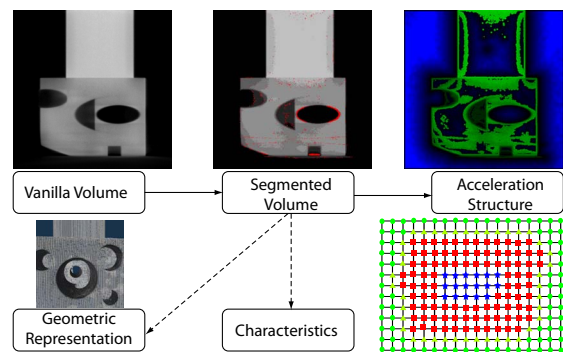 Vanilla Volume
Segmented
Volume
Acceleration
Structure
Geometric
Representation
Characteristics